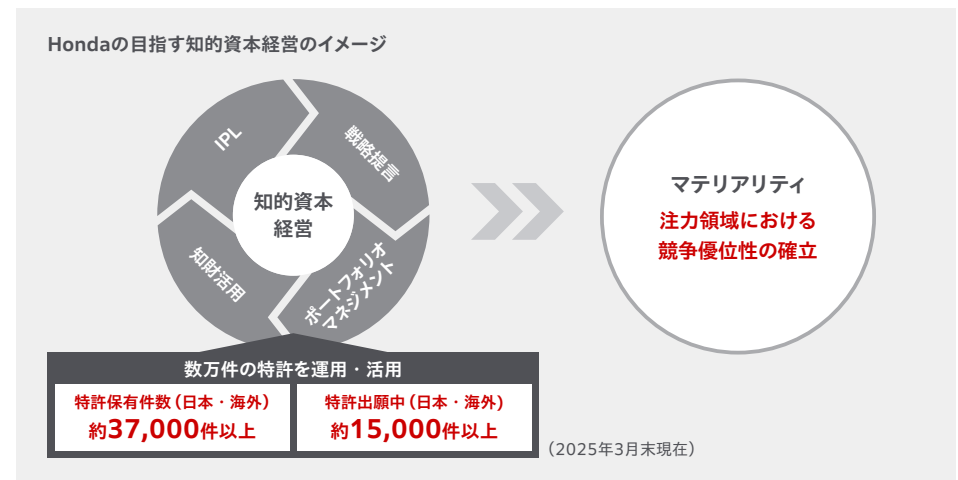 Hondaの目指す知的資本経営のイメージ
IPL
戦略提言
知的資本
経営
知財活用
ポートフォリオ
マネジメント
マテリアリティ
注力領域における
競争優位性の確立
数万件の特許を運用・活用
特許保有件数（日本・海外）
約37,000件以上
特許出願中（日本・海外）
約15,000件以上
（2025年3月末現在）